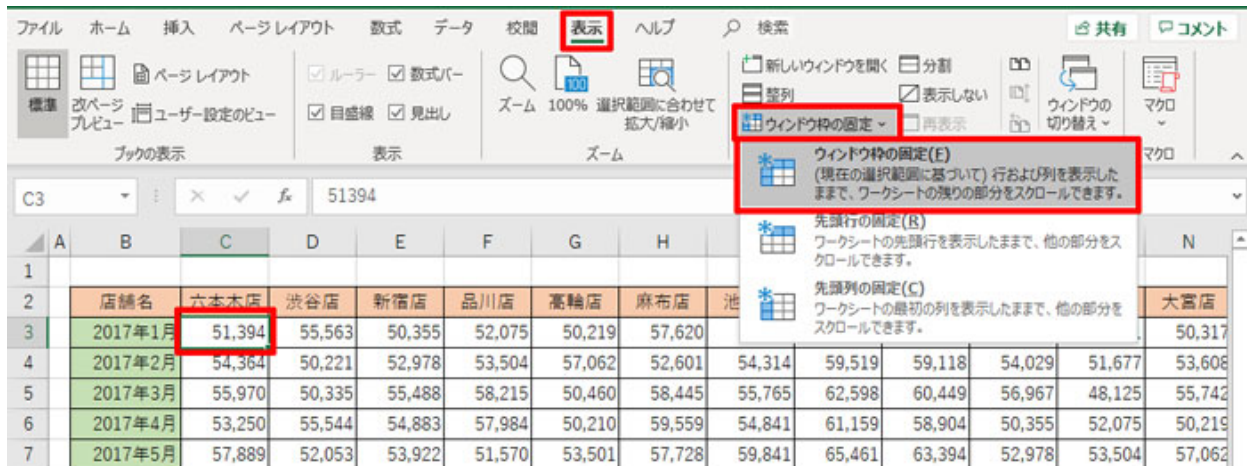 ファイル ホーム 挿入 ページ レイアウト 数式 データ 校閲 表示 ヘルプ 検索 共有 コメント
標準 改ページ プレビュー ページ レイアウト ユーザー設定のビュー
ブックの表示
ルーラー 数式バー
目盛線 見出し
表示
ズーム 100% 選択範囲に合わせて 拡大/縮小
ズーム
新しいウィンドウを開く 分割
整列 表示しない
ウィンドウ枠の固定 再表示
ウィンドウの 切り替え
マクロ
マクロ
ウィンドウ枠の固定(F)
(現在の選択範囲に基づいて) 行および列を表示した
ままで、ワークシートの残りの部分をスクロールできます。
先頭行の固定(R)
ワークシートの先頭行を表示したままで、他の部分をス
クロールできます。
先頭列の固定(C)
ワークシートの最初の列を表示したままで、他の部分を
スクロールできます。
C3 fx 51394
A B C D E F G H N
1
2 店舗名 六本木店 渋谷店 新宿店 品川店 高輪店 麻布店 池 大宮店
3 2017年1月 51,394 55,563 50,355 52,075 50,219 57,620 50,317
4 2017年2月 54,364 50,221 52,978 53,504 57,062 52,601 54,314 59,519 59,118 54,029 51,677 53,608
5 2017年3月 55,970 50,335 55,488 58,215 50,460 58,445 55,765 62,598 60,449 56,967 48,125 55,742
6 2017年4月 53,250 55,544 54,883 57,984 50,210 59,559 54,841 61,159 58,904 50,355 52,075 50,219
7 2017年5月 57,889 52,053 53,922 51,570 53,501 57,728 59,841 65,461 63,394 52,978 53,504 57,062